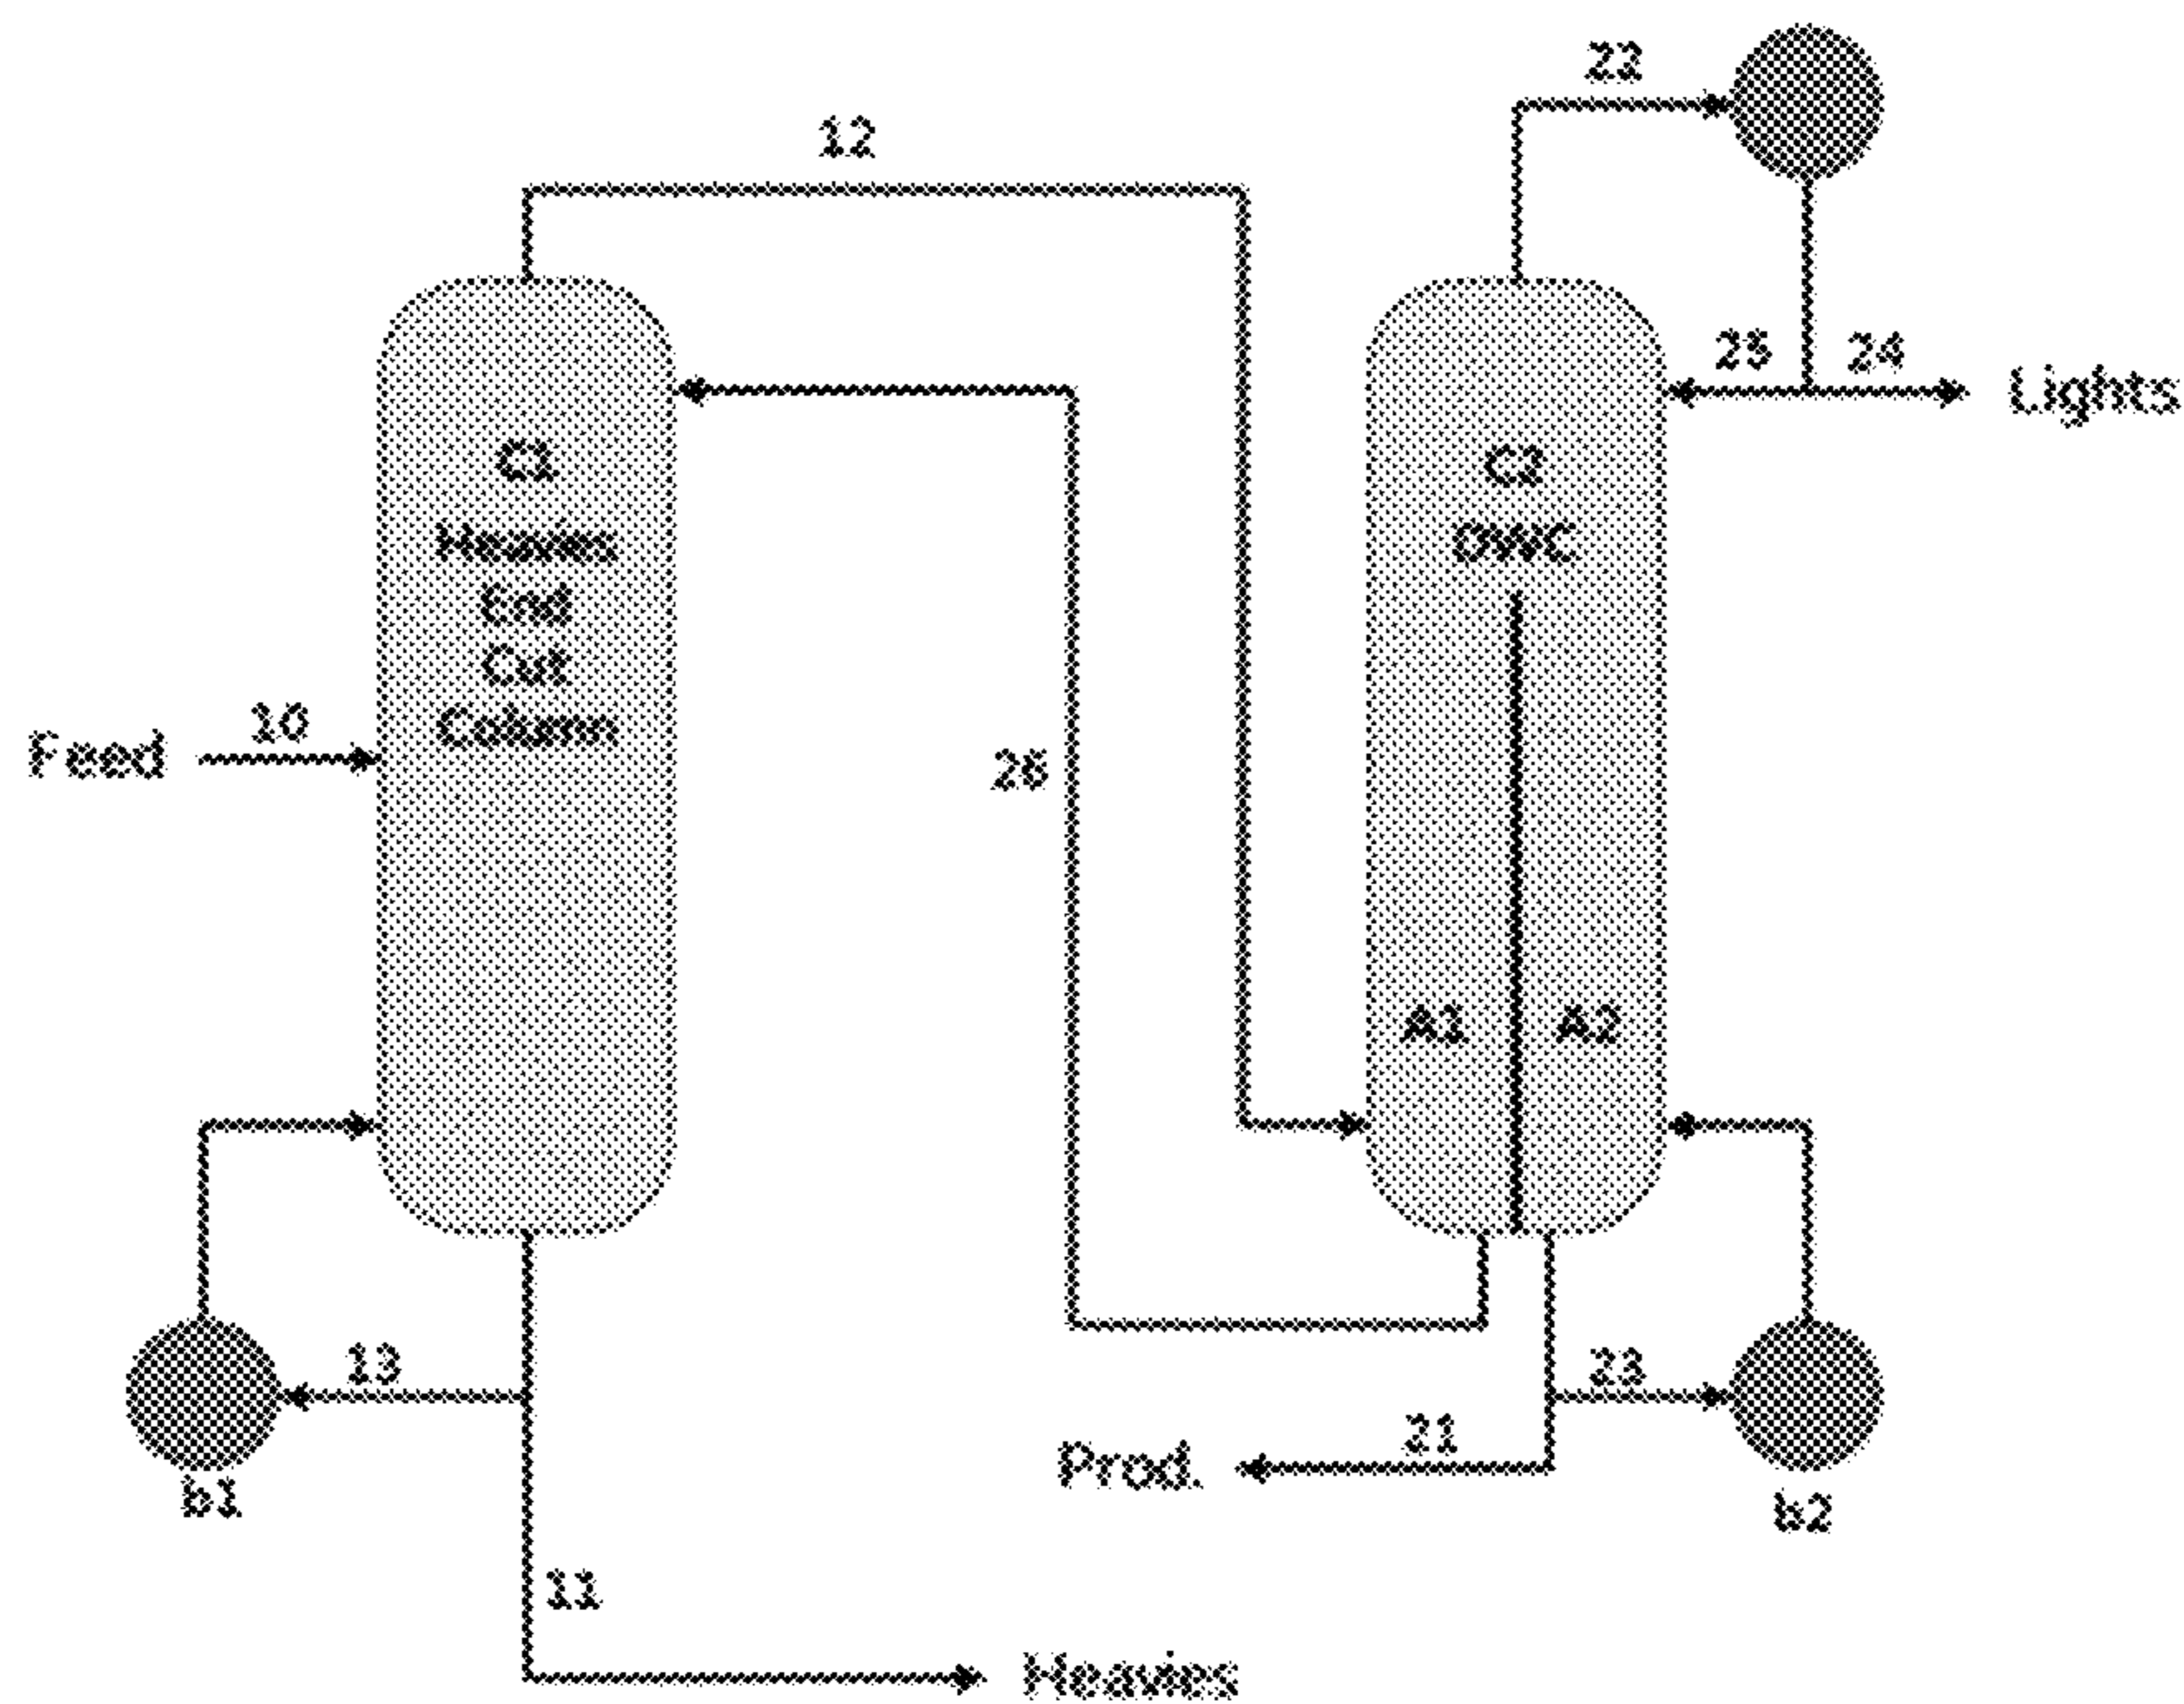 22
12
25 24
Lights
C1
Heavies
End
Cut
Column
C2
DWC
Feed
10
26
A1 A2
13
b1
23
21
Prod.
b2
11
Heavies